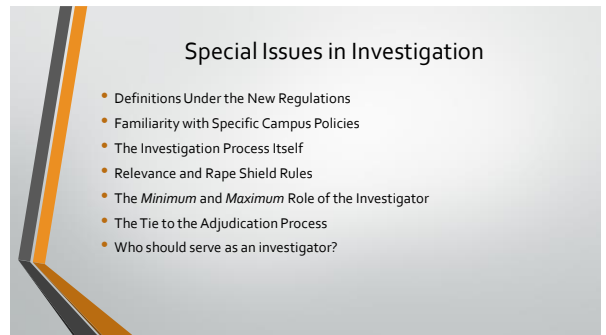 Special Issues in Investigation
• Definitions Under the New Regulations
• Familiarity with Specific Campus Policies
• The Investigation Process Itself
• Relevance and Rape Shield Rules
• The Minimum and Maximum Role of the Investigator
• The Tie to the Adjudication Process
• Who should serve as an investigator?